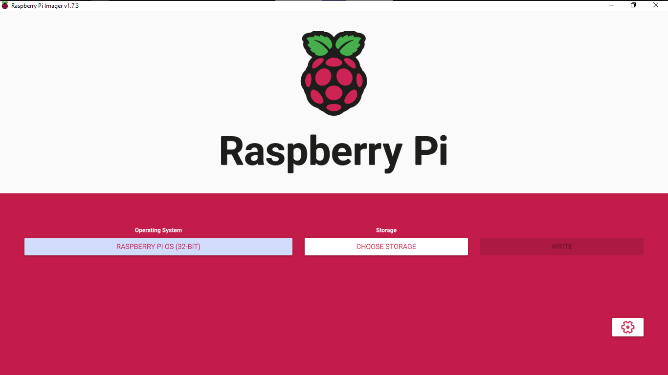 Raspberry Pi Imager v1.7.3
Raspberry Pi
Operating System
Storage
RASPBERRY PI OS (32-BIT)
CHOOSE STORAGE
WRITE